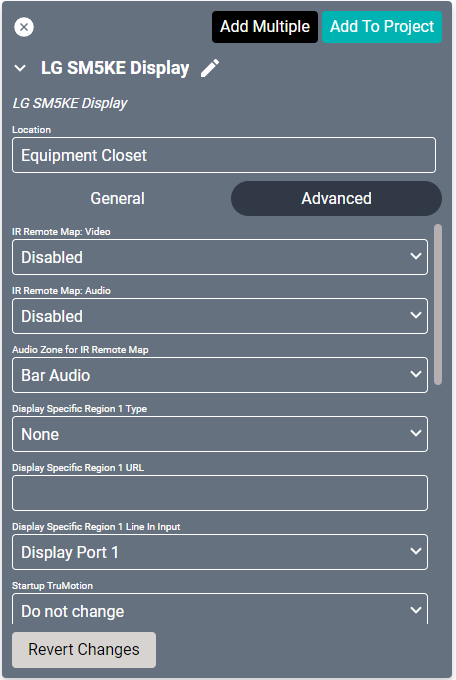 Add Multiple
Add To Project
LG SM5KE Display
LG SM5KE Display
Location
Equipment Closet
General
Advanced
IR Remote Map: Video
Disabled
IR Remote Map: Audio
Disabled
Audio Zone for IR Remote Map
Bar Audio
Display Specific Region 1 Type
None
Display Specific Region 1 URL
Display Specific Region 1 Line In Input
Display Port 1
Startup TruMotion
Do not change
Revert Changes